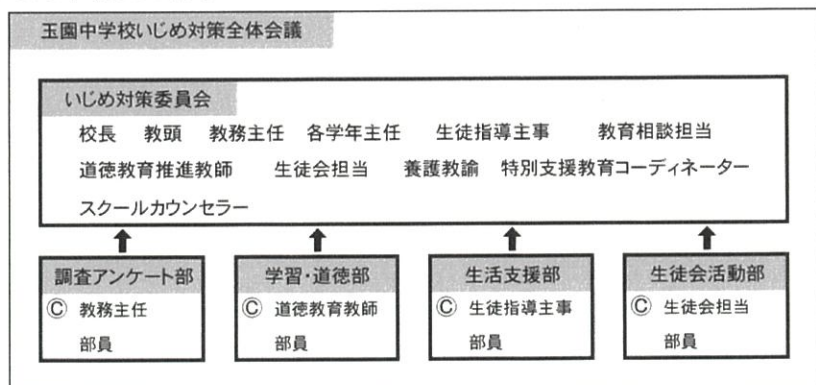 玉園中学校いじめ対策全体会議
いじめ対策委員会
校長 教頭 教務主任 各学年主任 生徒指導主事 教育相談担当
道徳教育推進教師 生徒会担当 養護教諭 特別支援教育コーディネーター
スクールカウンセラー
調査アンケート部
Ⓒ 教務主任
部員
学習・道徳部
Ⓒ 道徳教育教師
部員
生活支援部
Ⓒ 生徒指導主事
部員
生徒会活動部
Ⓒ 生徒会担当
部員